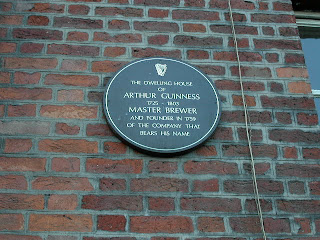 THE DWELLING HOUSE
OF
ARTHUR GUINNESS
1725 - 1803
MASTER BREWER
AND FOUNDER IN 1759
OF THE COMPANY THAT
BEARS HIS NAME